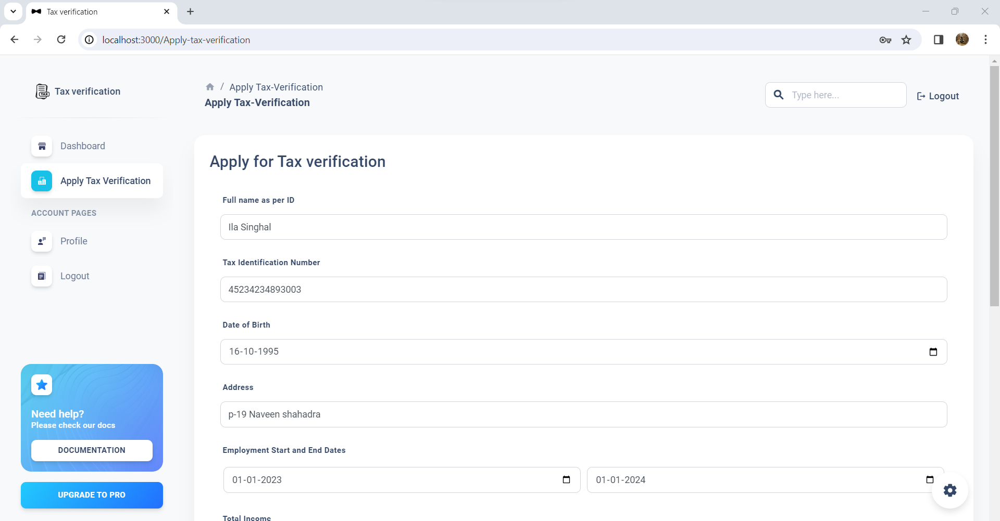 Tax verification
localhost:3000/Apply-tax-verification
Tax verification
/ Apply Tax-Verification
Apply Tax-Verification
Type here...
Logout
Dashboard
Apply Tax Verification
ACCOUNT PAGES
Profile
Logout
Need help?
Please check our docs
DOCUMENTATION
UPGRADE TO PRO
Apply for Tax verification
Full name as per ID
Ila Singhal
Tax Identification Number
45234234893003
Date of Birth
16-10-1995
Address
p-19 Naveen shahadra
Employment Start and End Dates
01-01-2023
01-01-2024
Total Income